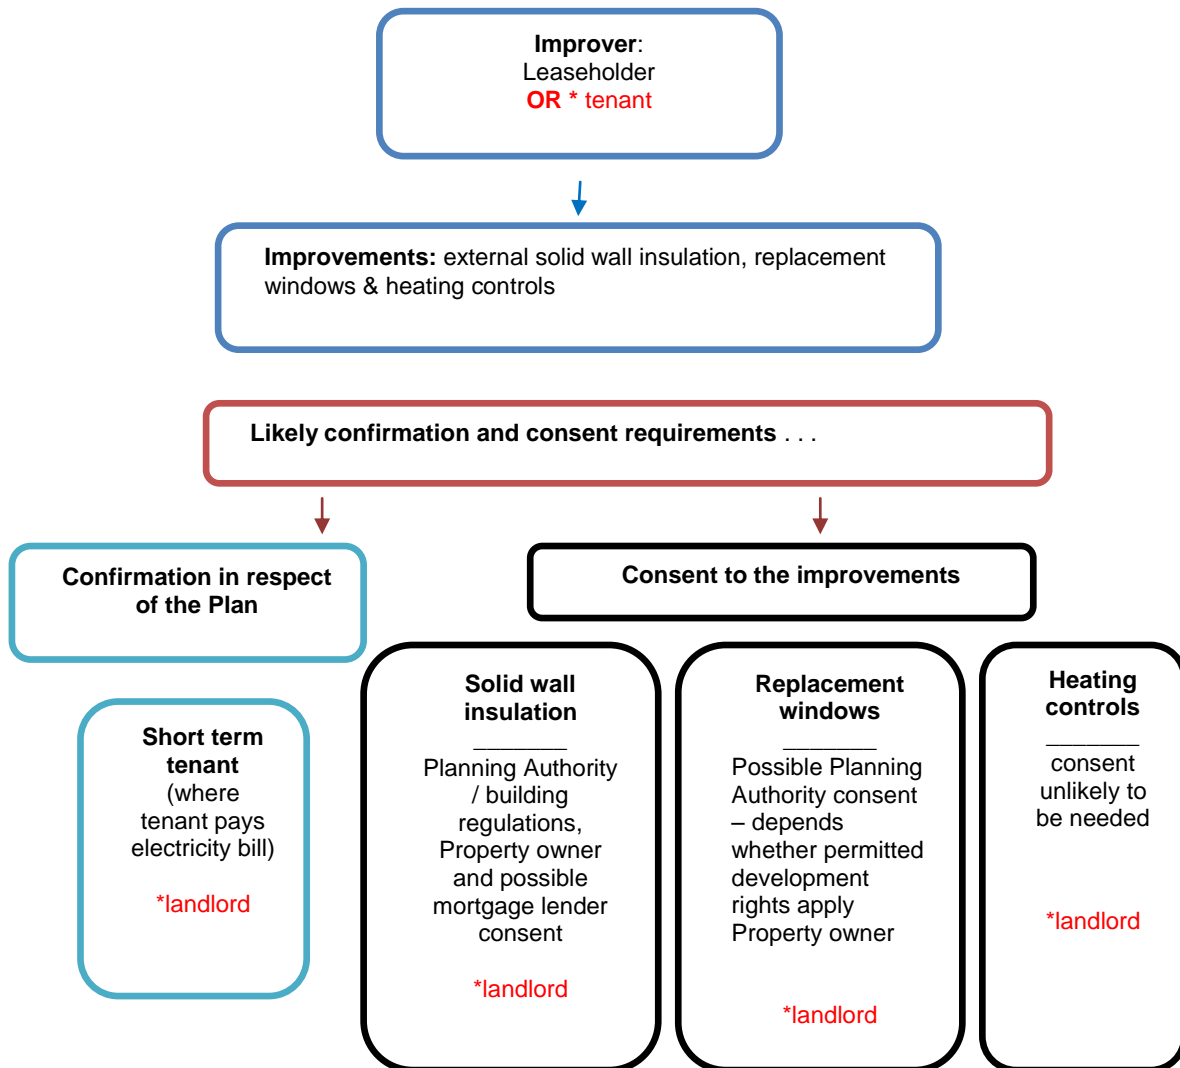 Improver:
Leaseholder
OR * tenant
Improvements: external solid wall insulation, replacement
windows & heating controls
Likely confirmation and consent requirements . . .
Confirmation in respect
of the Plan
Consent to the improvements
Short term
tenant
(where
tenant pays
electricity bill)
*landlord
Solid wall
insulation
_______
Planning Authority
/ building
regulations,
Property owner
and possible
mortgage lender
consent
*landlord
Replacement
windows
_______
Possible Planning
Authority consent
– depends
whether permitted
development
rights apply
Property owner
*landlord
Heating
controls
_______
consent
unlikely to
be needed
*landlord